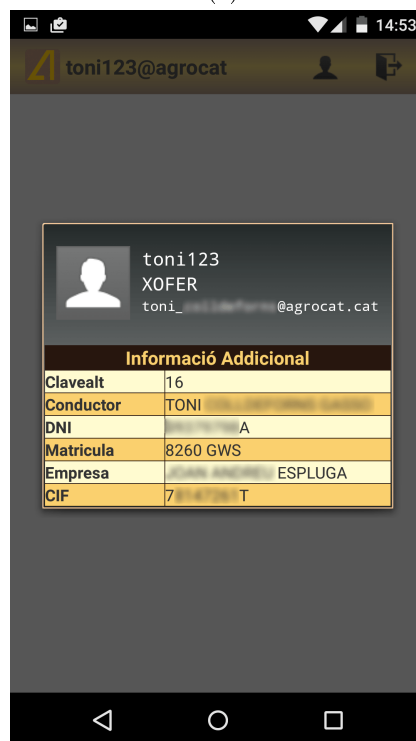 14:53
toni123@agrocat
toni123
XOFER
toni_ @agrocat.cat
Informació Addicional
Clavealt 16
Conductor TONI
DNI A
Matricula 8260 GWS
Empresa ESPLUGA
CIF 7 T